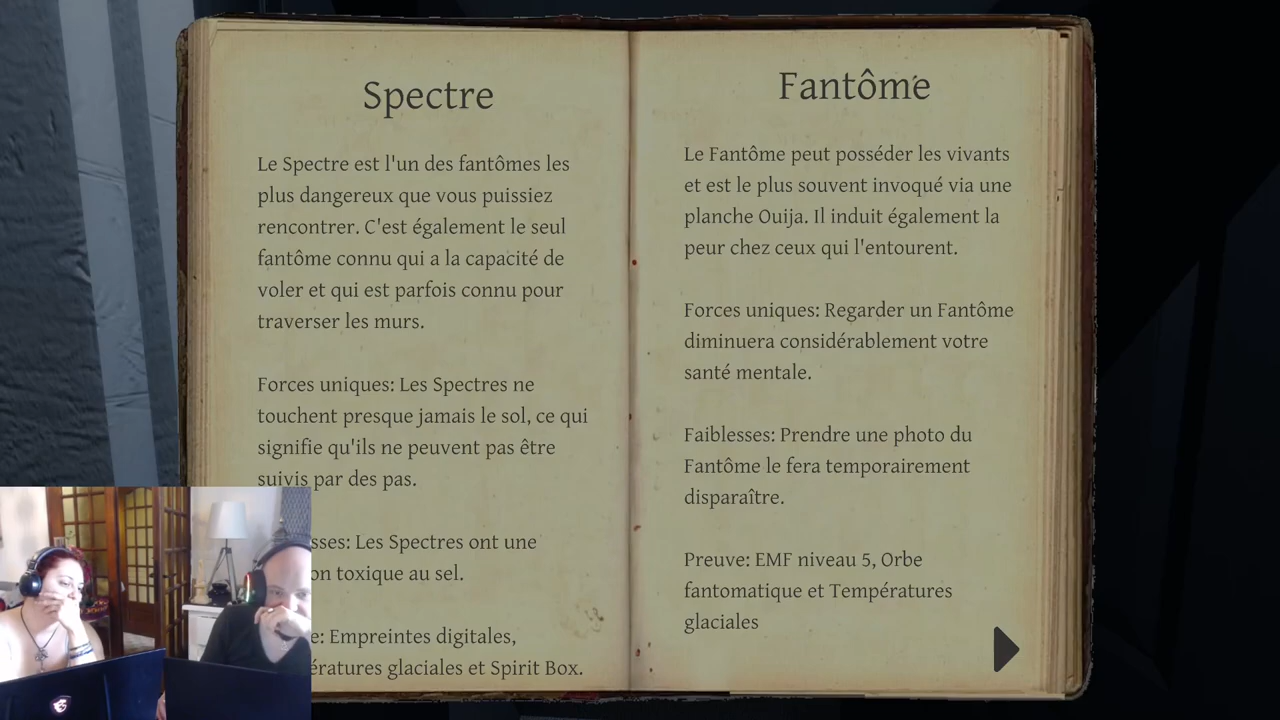 Spectre
Le Spectre est l'un des fantômes les
plus dangereux que vous puissiez
rencontrer. C'est également le seul
fantôme connu qui a la capacité de
voler et qui est parfois connu pour
traverser les murs.
Forces uniques: Les Spectres ne
touchent presque jamais le sol, ce qui
signifie qu'ils ne peuvent pas être
suivis par des pas.
sses: Les Spectres ont une
on toxique au sel.
e: Empreintes digitales,
ératures glaciales et Spirit Box.
Fantôme
Le Fantôme peut posséder les vivants
et est le plus souvent invoqué via une
planche Ouija. Il induit également la
peur chez ceux qui l'entourent.
Forces uniques: Regarder un Fantôme
diminuera considérablement votre
santé mentale.
Faiblesses: Prendre une photo du
Fantôme le fera temporairement
disparaître.
Preuve: EMF niveau 5, Orbe
fantomatique et Températures
glaciales